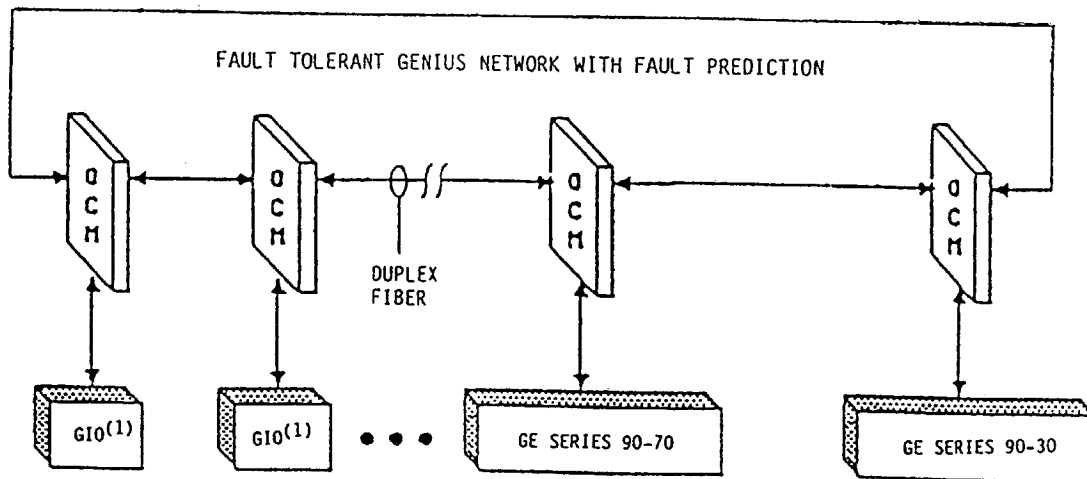 FAULT TOLERANT GENIUS NETWORK WITH FAULT PREDICTION
OCM
OCM
OCM
OCM
DUPLEX
FIBER
GIO(1)
GIO(1)
GE SERIES 90-70
GE SERIES 90-30